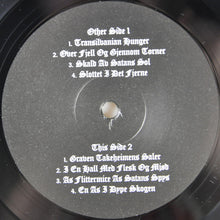 Other Side 1
1. Transilvanian Hunger
2. Over Fjell Og Gjennom Torner
3. Skald Av Satans Sol
4. Slottet I Det Fjerne
This Side 2
1. Graven Takeheimens Saler
2. I En Hall Med Flesk Og Mjød
3. As Flittermice As Satans Spys
4. En As I Dype Skogen